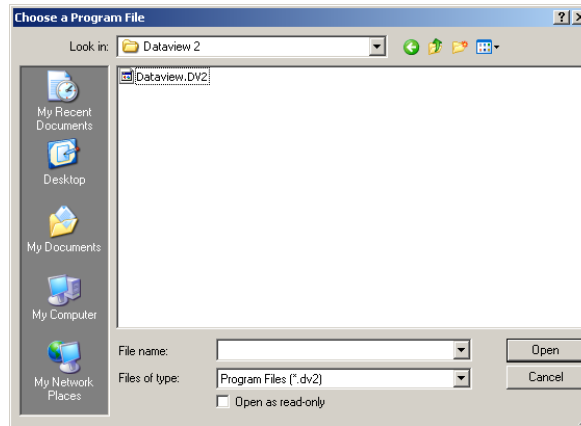 Choose a Program File
Look in:
Dataview 2
Dataview.DV2
My Recent
Documents
Desktop
My Documents
My Computer
My Network
Places
File name:
Open
Files of type:
Program Files (*.dv2)
Cancel
Open as read-only